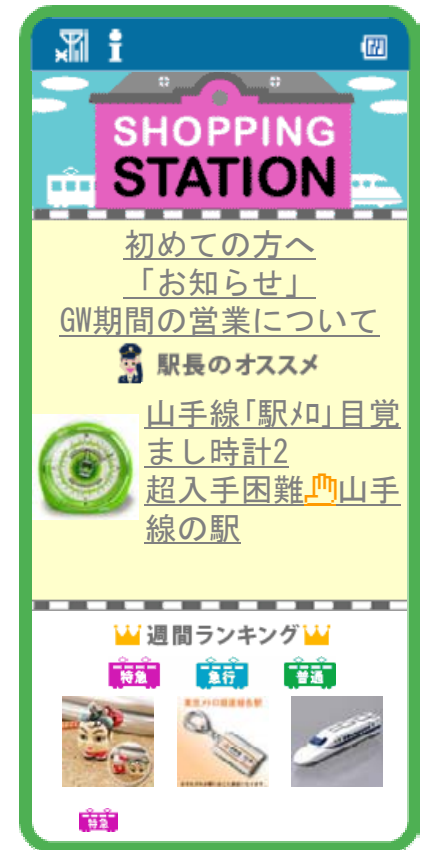 SHOPPING
STATION
初めての方へ
「お知らせ」
GW期間の営業について
駅長のオススメ
山手線｢駅ﾒﾛ｣目覚
まし時計2
超入手困難山手
線の駅
週間ランキング
特急 急行 普通
特急